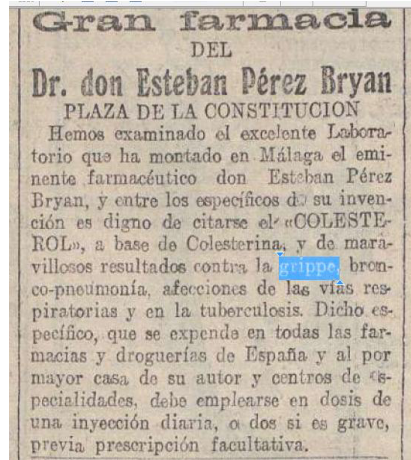 Gran farmacia
DEL
Dr. don Esteban Pérez Bryan
PLAZA DE LA CONSTITUCION
Hemos examinado el excelente Labora-
torio que ha montado en Málaga el emi-
nente farmacéutico don Esteban Pérez
Bryan, y entre los específicos de su inven-
ción es digno de citarse el «COLESTE-
ROL», a base de Colesterina, y de mara-
villosos resultados contra la grippe, bron-
co-pneumonía, afecciones de las vías res-
piratorias y en la tuberculosis. Dicho es-
pecífico, que se expende en todas las far-
macias y droguerías de España y al por
mayor casa de su autor y centros de es-
pecialidades, debe emplearse en dosis de
una inyección diaria, o dos si es grave,
previa prescripción facultativa.